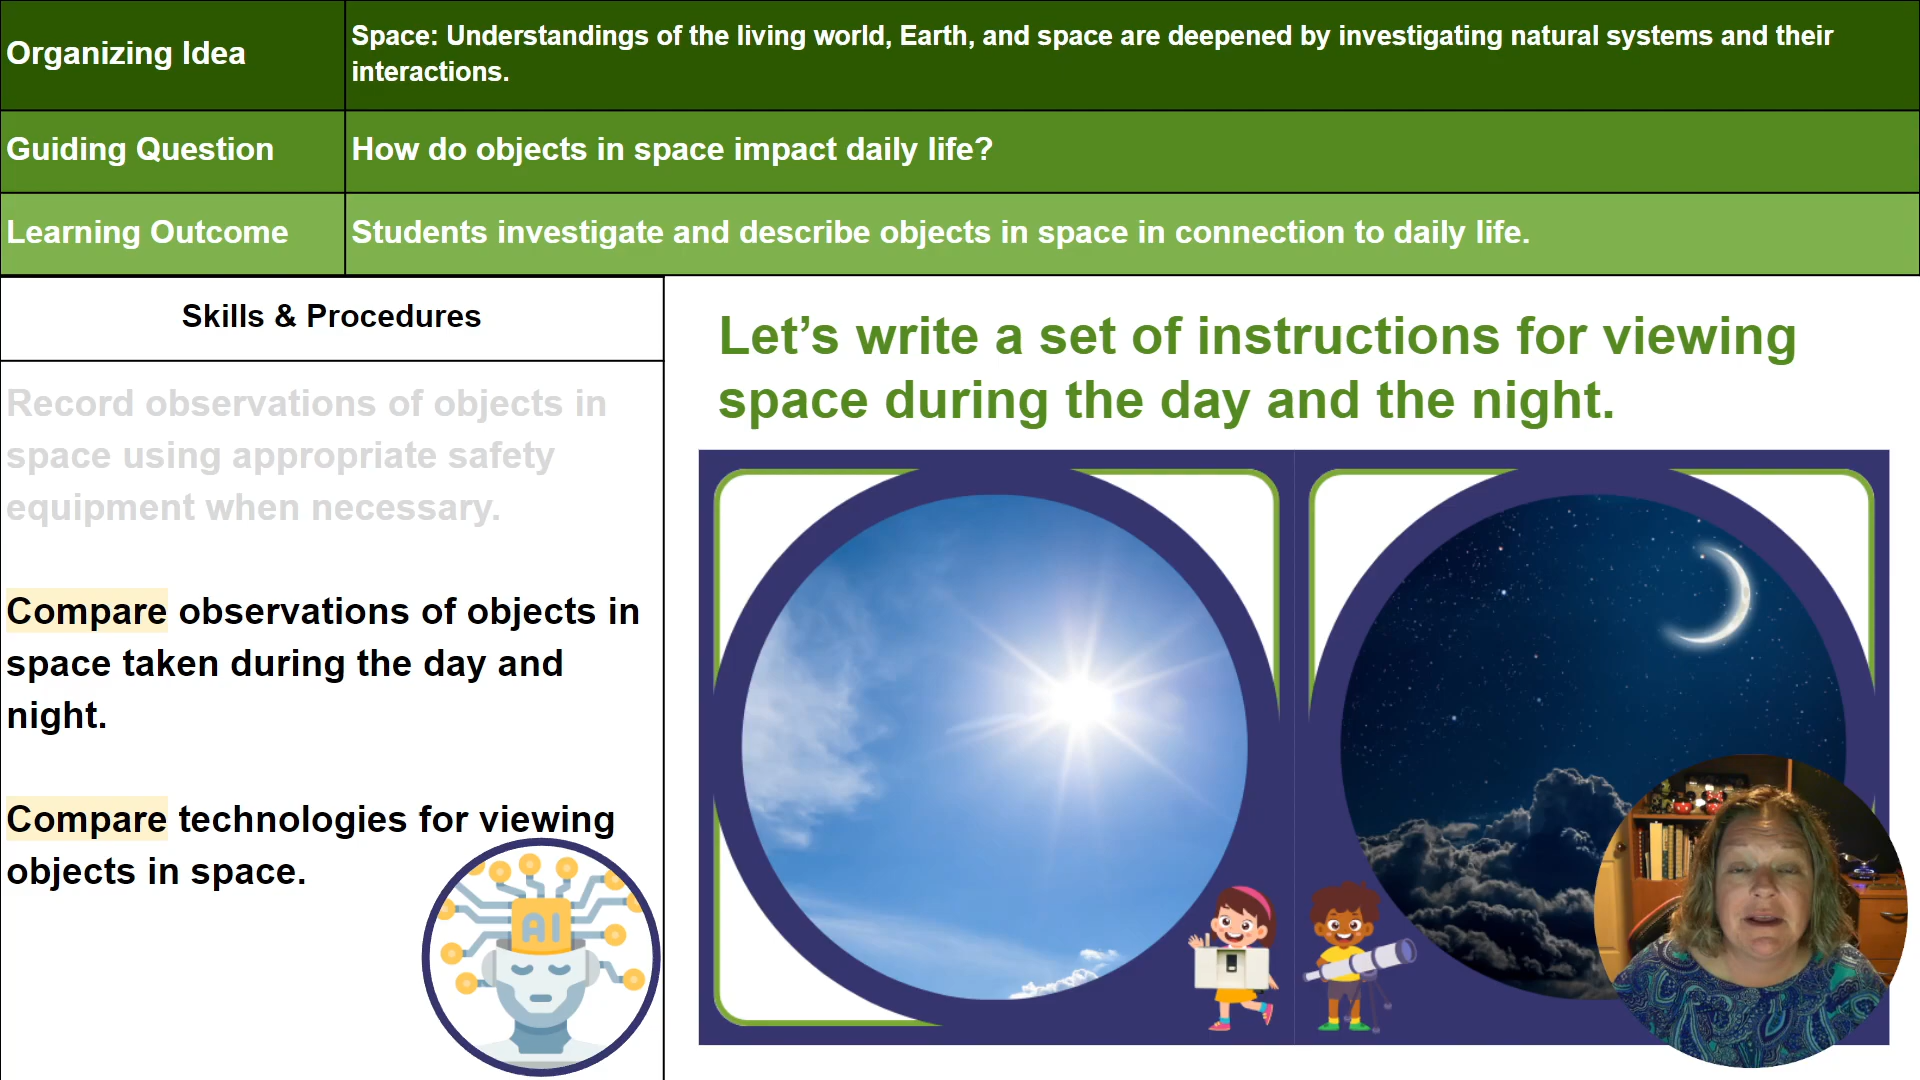 Organizing Idea
Space: Understandings of the living world, Earth, and space are deepened by investigating natural systems and their
interactions.
Guiding Question
How do objects in space impact daily life?
Learning Outcome
Students investigate and describe objects in space in connection to daily life.
Skills & Procedures
Record observations of objects in
space using appropriate safety
equipment when necessary.
Compare observations of objects in
space taken during the day and
night.
Compare technologies for viewing
objects in space.
AI
Let’s write a set of instructions for viewing
space during the day and the night.